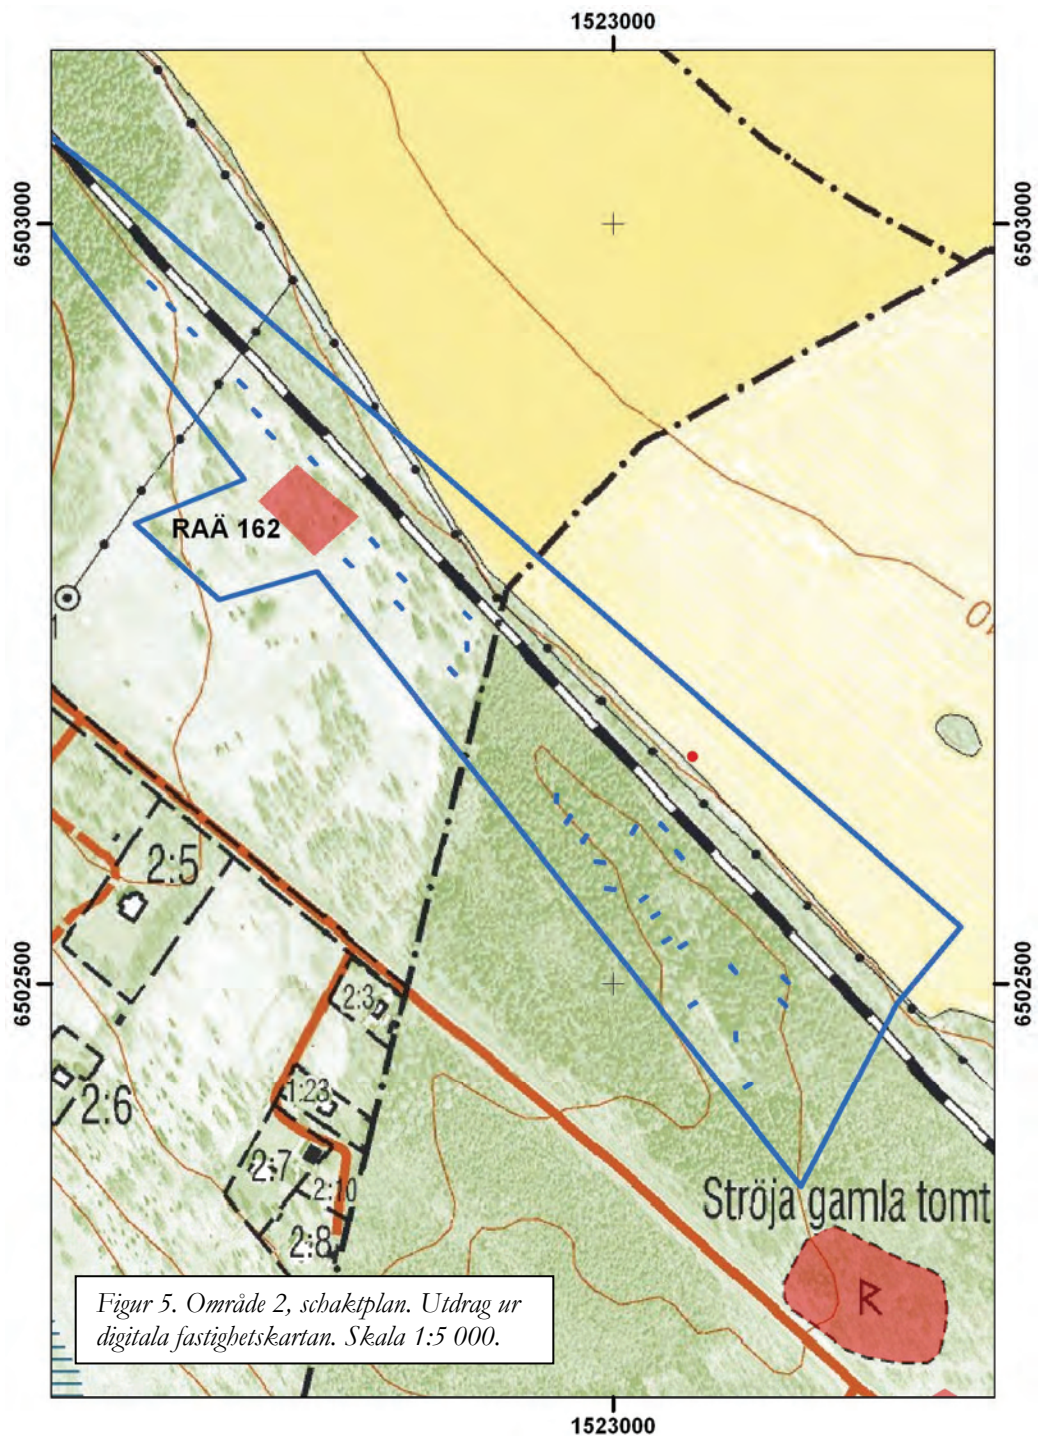 1523000
6503000
6503000
RAÄ 162
40
2:5
6502500
6502500
2:3
1:23
2:6
2:7
2:10
2:8
Ströja gamla tomt
R
Figur 5. Område 2, schaktplan. Utdrag ur
digitala fastighetskartan. Skala 1:5 000.
1523000